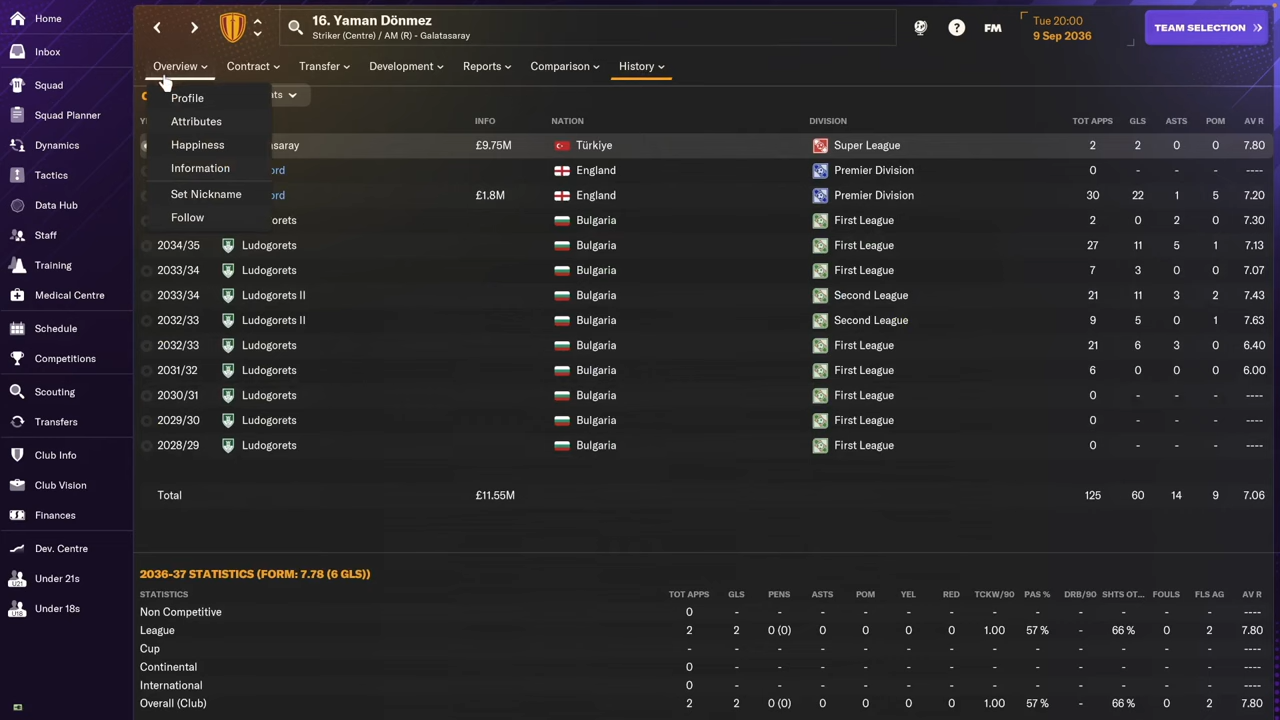 Home
Inbox
Squad
Squad Planner
Dynamics
Tactics
Data Hub
Staff
Training
Medical Centre
Schedule
Competitions
Scouting
Transfers
Club Info
Club Vision
Finances
Dev. Centre
Under 21s
Under 18s
16. Yaman Dönmez
Striker (Centre) / AM (R) - Galatasaray
FM
Tue 20:00
9 Sep 2036
TEAM SELECTION
Overview Contract Transfer Development Reports Comparison History
Profile
Attributes
Happiness
Information
Set Nickname
Follow
INFO NATION DIVISION TOT APPS GLS ASTS POM AV R
£9.75M Türkiye Super League 2 2 0 0 7.80
England Premier Division 0 - - - ----
£1.8M England Premier Division 30 22 1 5 7.20
Bulgaria First League 2 0 2 0 7.30
2034/35 Ludogorets Bulgaria First League 27 11 5 1 7.13
2033/34 Ludogorets Bulgaria First League 7 3 0 0 7.07
2033/34 Ludogorets II Bulgaria Second League 21 11 3 2 7.43
2032/33 Ludogorets II Bulgaria Second League 9 5 0 1 7.63
2032/33 Ludogorets Bulgaria First League 21 6 3 0 6.40
2031/32 Ludogorets Bulgaria First League 6 0 0 0 6.00
2030/31 Ludogorets Bulgaria First League 0 - - - ----
2029/30 Ludogorets Bulgaria First League 0 - - - ----
2028/29 Ludogorets Bulgaria First League 0 - - - ----
Total £11.55M 125 60 14 9 7.06
2036-37 STATISTICS (FORM: 7.78 (6 GLS))
STATISTICS TOT APPS GLS PENS ASTS POM YEL RED TCKW/90 PAS % DRB/90 SHTS OT... FOULS FLS AG AV R
Non Competitive 0 - - - - - - - - - - - - ----
League 2 2 0 (0) 0 0 0 0 1.00 57 % - 66 % 0 2 7.80
Cup - - - - - - - - - - - - - ----
Continental 0 - - - - - - - - - - - - ----
International 0 - - - - - - - - - - - - ----
Overall (Club) 2 2 0 (0) 0 0 0 0 1.00 57 % - 66 % 0 2 7.80